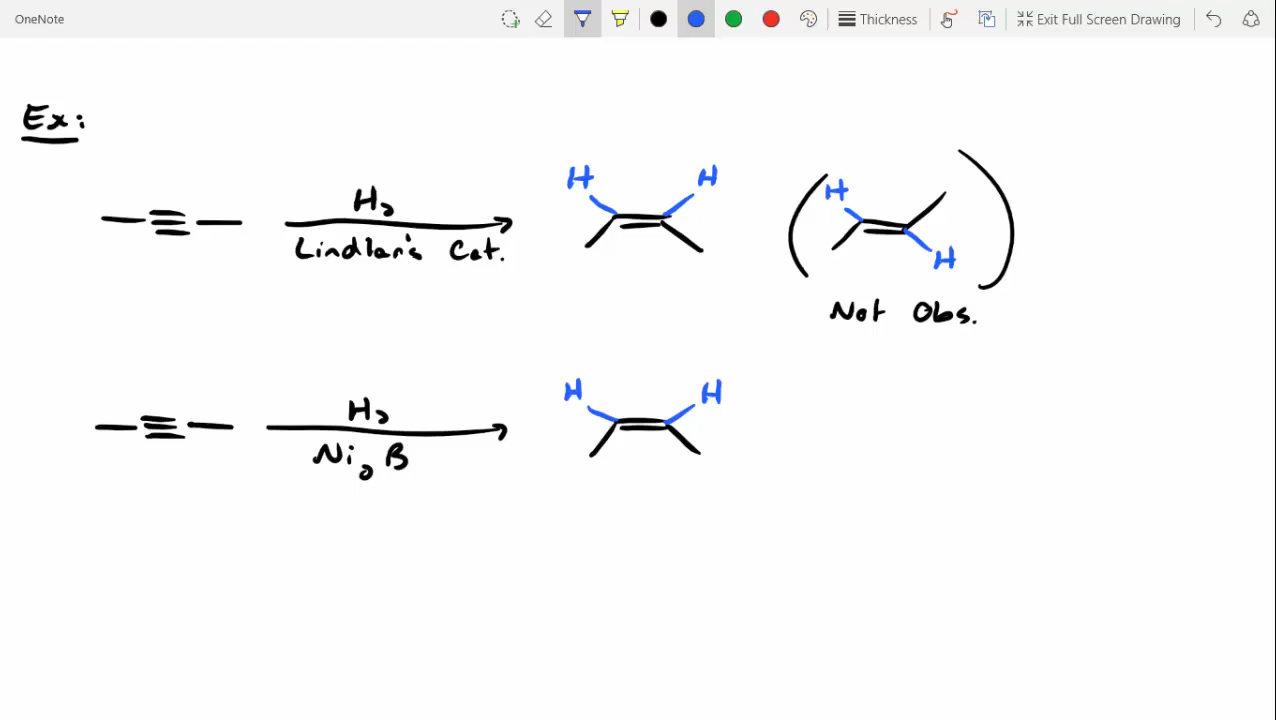 OneNote
Thickness
Exit Full Screen Drawing
Ex:
H₂
Lindlar's Cat.
H H
H
H
Not Obs.
H₂
Ni₂B
H H